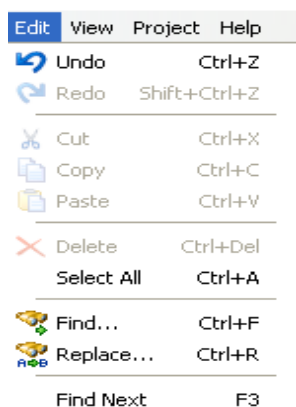 Edit View Project Help
Undo Ctrl+Z
Redo Shift+Ctrl+Z
Cut Ctrl+X
Copy Ctrl+C
Paste Ctrl+V
Delete Ctrl+Del
Select All Ctrl+A
Find... Ctrl+F
A B Replace... Ctrl+R
Find Next F3